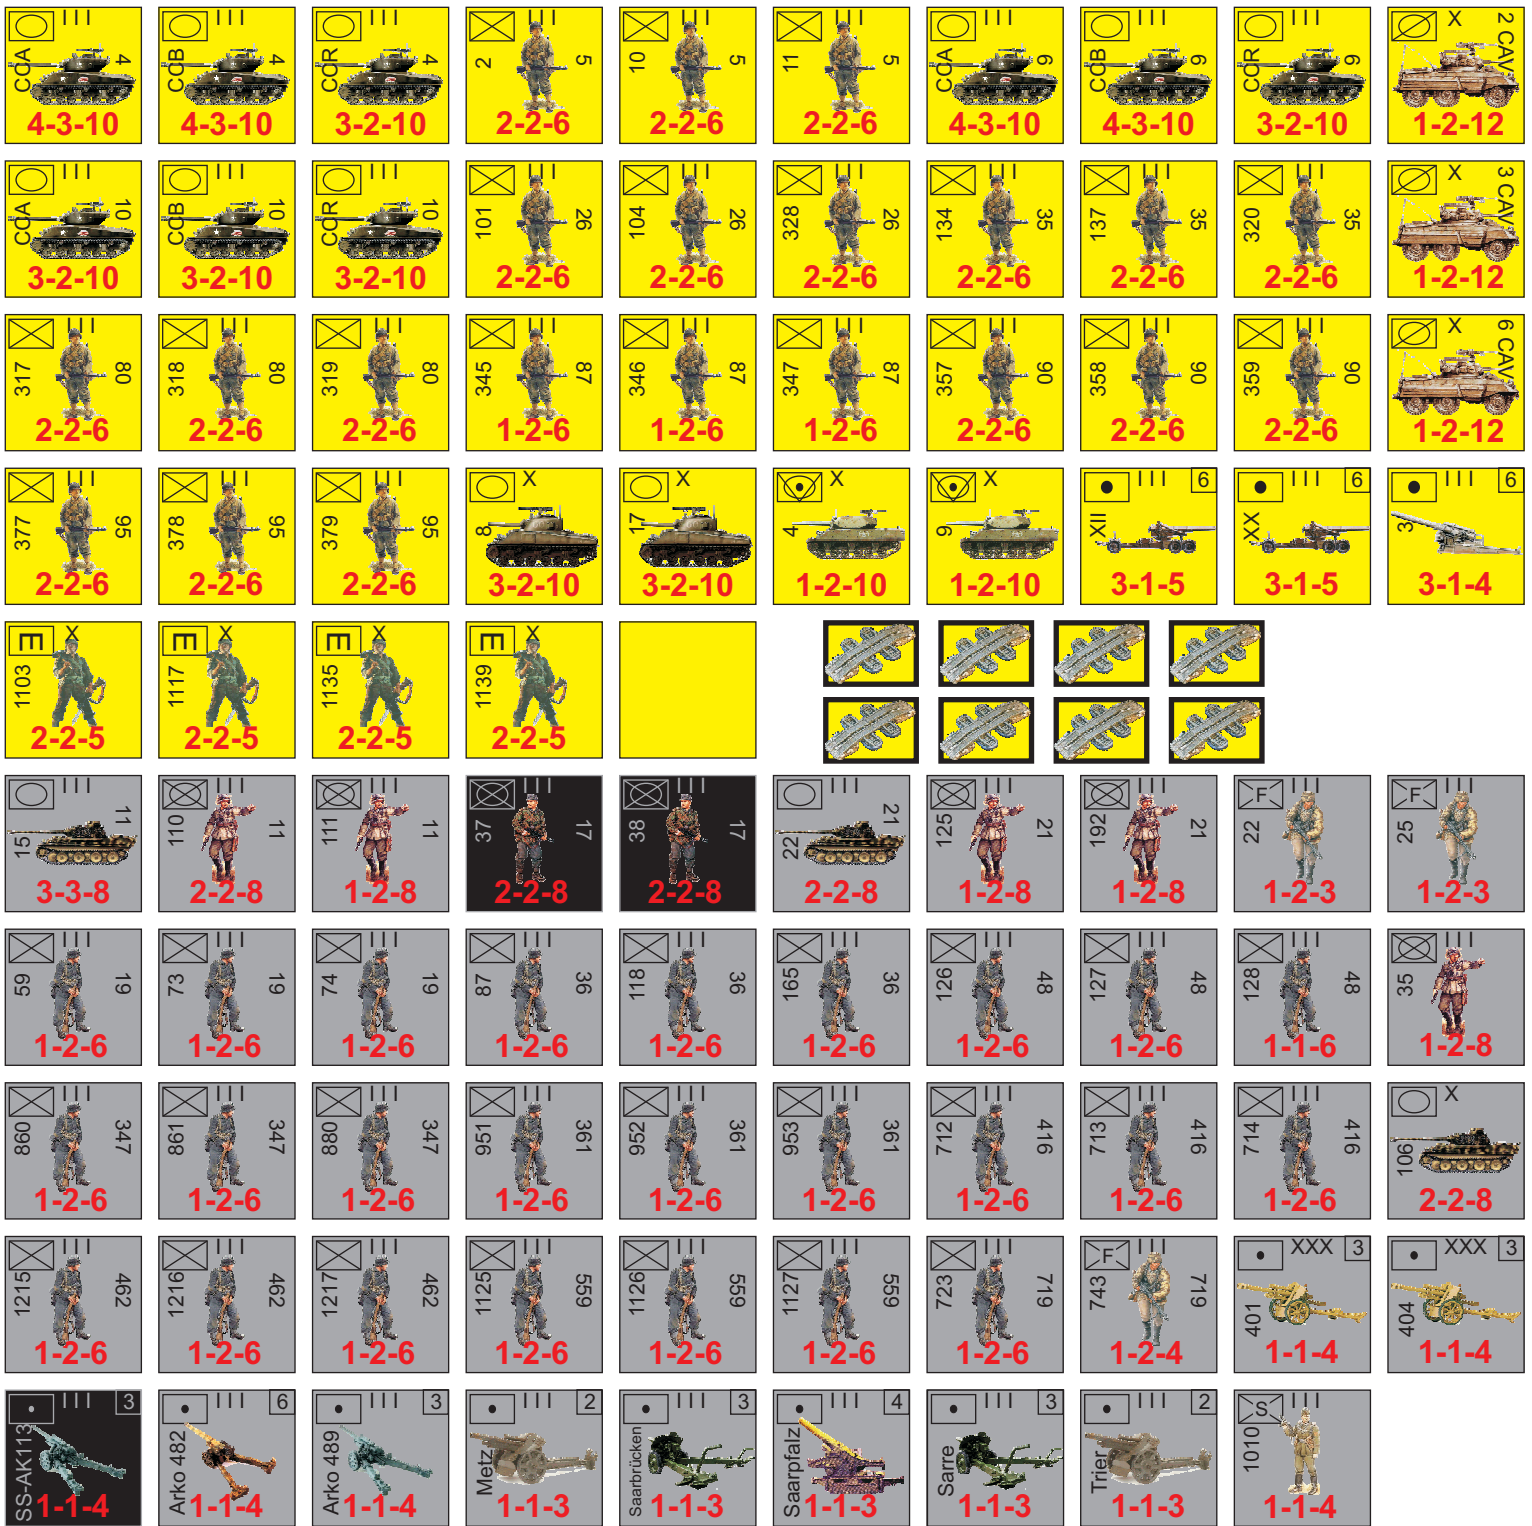 III CCA 4 4-3-10
III CCB 4 4-3-10
III CCR 4 3-2-10
III 2 5 2-2-6
III 10 5 2-2-6
III 11 5 2-2-6
III CCA 6 4-3-10
III CCB 6 4-3-10
III CCR 6 3-2-10
X 2 CAV 1-2-12
III CCA 10 3-2-10
III CCB 10 3-2-10
III CCR 10 3-2-10
III 101 26 2-2-6
III 104 26 2-2-6
III 328 26 2-2-6
III 134 35 2-2-6
III 137 35 2-2-6
III 320 35 2-2-6
X 3 CAV 1-2-12
III 317 80 2-2-6
III 318 80 2-2-6
III 319 80 2-2-6
III 345 87 1-2-6
III 346 87 1-2-6
III 347 87 1-2-6
III 357 90 2-2-6
III 358 90 2-2-6
III 359 90 2-2-6
X 6 CAV 1-2-12
III 377 95 2-2-6
III 378 95 2-2-6
III 379 95 2-2-6
X 8 3-2-10
X 17 3-2-10
X 4 1-2-10
X 9 1-2-10
III 6 XII 3-1-5
III 6 XX 3-1-5
III 6 3 3-1-4
E X 1103 2-2-5
E X 1117 2-2-5
E X 1135 2-2-5
E X 1139 2-2-5
III 15 11 3-3-8
III 110 11 2-2-8
III 111 11 1-2-8
III 37 17 2-2-8
III 38 17 2-2-8
III 22 21 2-2-8
III 125 21 1-2-8
III 192 21 1-2-8
F III 22 1-2-3
F III 25 1-2-3
III 59 19 1-2-6
III 73 19 1-2-6
III 74 19 1-2-6
III 87 36 1-2-6
III 118 36 1-2-6
III 165 36 1-2-6
III 126 48 1-2-6
III 127 48 1-2-6
III 128 48 1-1-6
III 35 1-2-8
III 860 347 1-2-6
III 861 347 1-2-6
III 880 347 1-2-6
III 951 361 1-2-6
III 952 361 1-2-6
III 953 361 1-2-6
III 712 416 1-2-6
III 713 416 1-2-6
III 714 416 1-2-6
X 106 2-2-8
III 1215 462 1-2-6
III 1216 462 1-2-6
III 1217 462 1-2-6
III 1125 559 1-2-6
III 1126 559 1-2-6
III 1127 559 1-2-6
III 723 719 1-2-6
F III 743 719 1-2-4
XXX 3 401 1-1-4
XXX 3 404 1-1-4
III 3 SS-AK113 1-1-4
III 6 Arko 482 1-1-4
III 3 Arko 489 1-1-4
III 2 Metz 1-1-3
III 3 Saarbrücken 1-1-3
III 4 Saarpfalz 1-1-3
III 3 Sarre 1-1-3
III 2 Trier 1-1-3
S III 1010 1-1-4